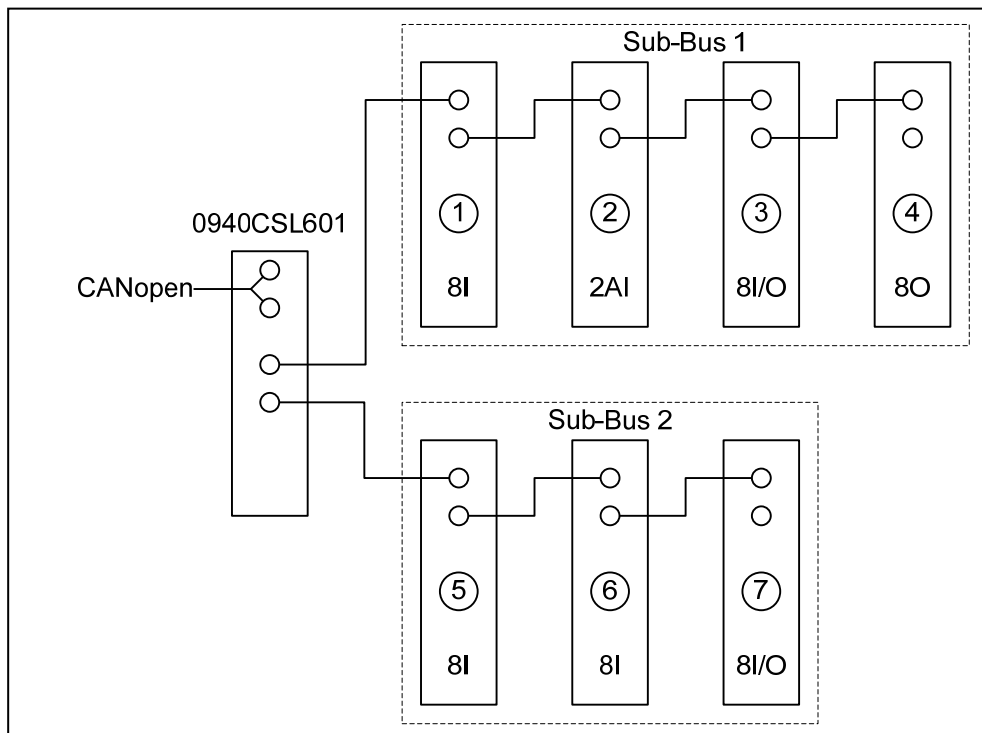 Sub-Bus 1
1
2
3
4
8I
2AI
8I/O
8O
0940CSL601
CANopen
Sub-Bus 2
5
6
7
8I
8I
8I/O